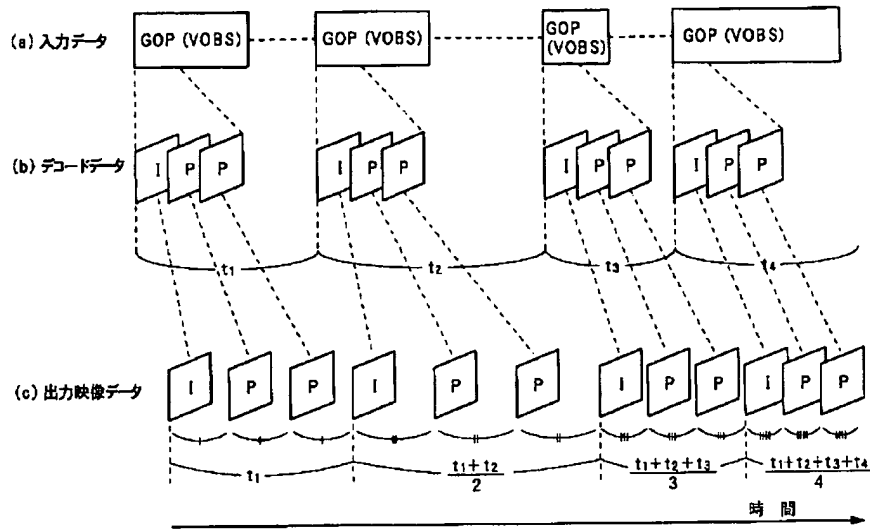 (a) 入力データ
GOP (VOBS)
GOP (VOBS)
GOP
(VOBS)
GOP (VOBS)
(b) デコードデータ
I P P
I P P
I P P
I P P
t1
t2
t3
t4
(c) 出力映像データ
I P P I P P I P P I P P
t1
t1 + t2
2
t1 + t2 + t3
3
t1 + t2 + t3 + t4
4
時 間